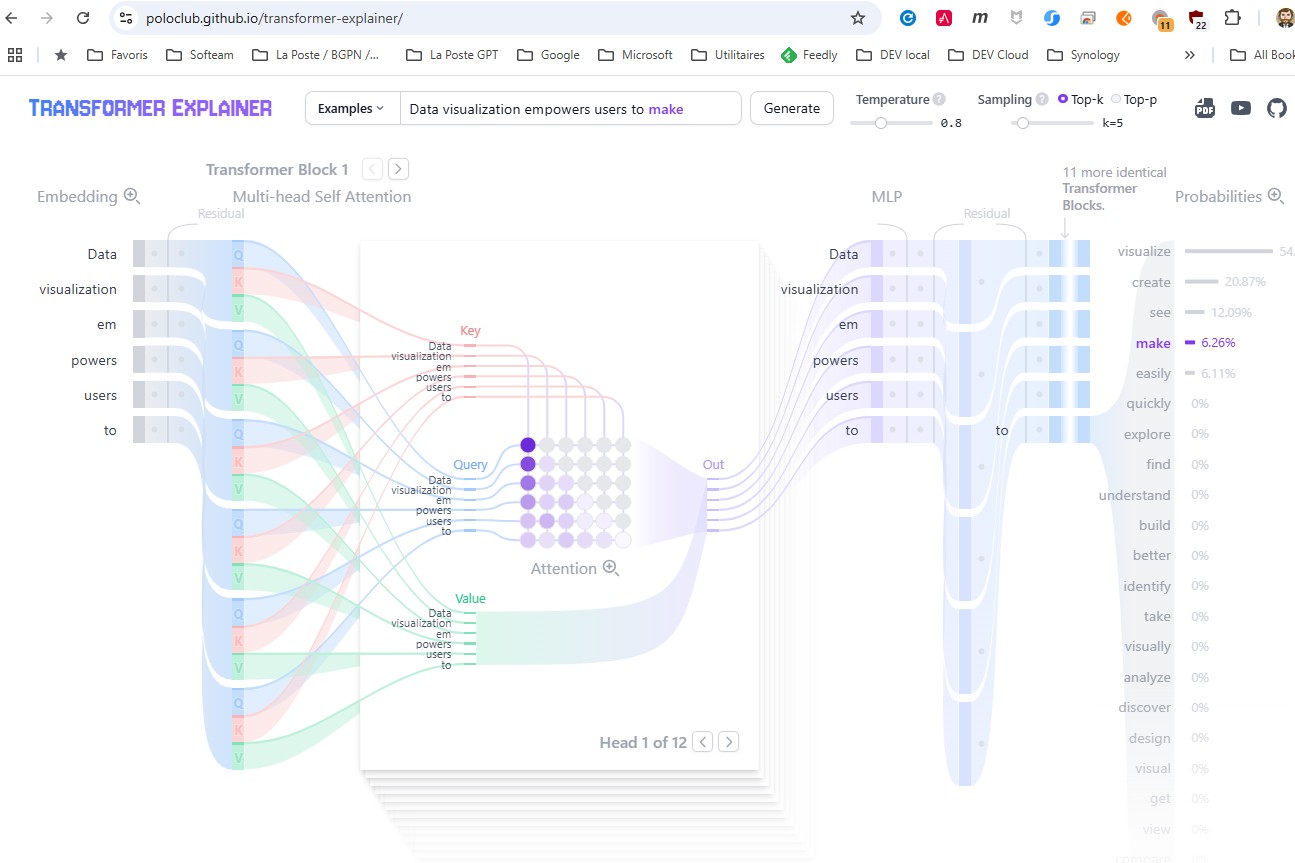 poloclub.github.io/transformer-explainer/
11
22
Favoris
Softeam
La Poste / BGPN /...
La Poste GPT
Google
Microsoft
Utilitaires
Feedly
DEV local
DEV Cloud
Synology
»
All Book
TRANSFORMER EXPLAINER
Examples
Data visualization empowers users to make
Generate
Temperature ?
0.8
Sampling ?
Top-k
Top-p
k=5
PDF
Transformer Block 1
Embedding
Multi-head Self Attention
Residual
MLP
Residual
11 more identical
Transformer
Blocks.
Probabilities
Data
visualization
em
powers
users
to
Q
K
V
Q
K
V
Q
K
V
Q
K
V
Q
K
V
Q
K
V
Key
Data
visualization
em
powers
users
to
Query
Data
visualization
em
powers
users
to
Attention
Value
Data
visualization
em
powers
users
to
Out
Head 1 of 12
Data
visualization
em
powers
users
to
to
visualize 54.
create 20.87%
see 12.09%
make 6.26%
easily 6.11%
quickly 0%
explore 0%
find 0%
understand 0%
build 0%
better 0%
identify 0%
take 0%
visually 0%
analyze 0%
discover 0%
design 0%
visual 0%
get 0%
view 0%
compare 0%